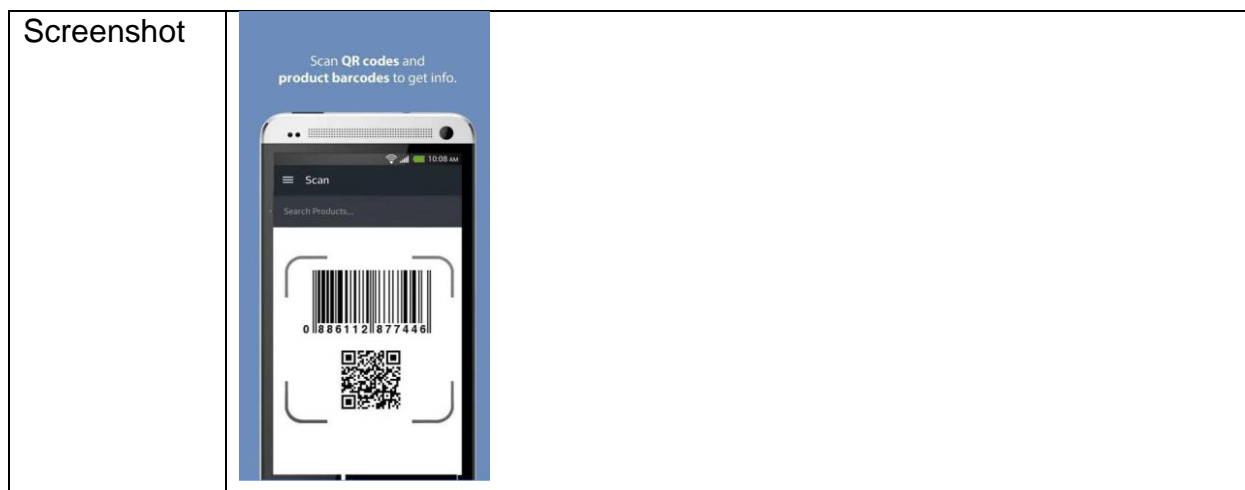 Screenshot
Scan QR codes and
product barcodes to get info.
10:08 AM
Scan
Search Products...
0 886112 877446